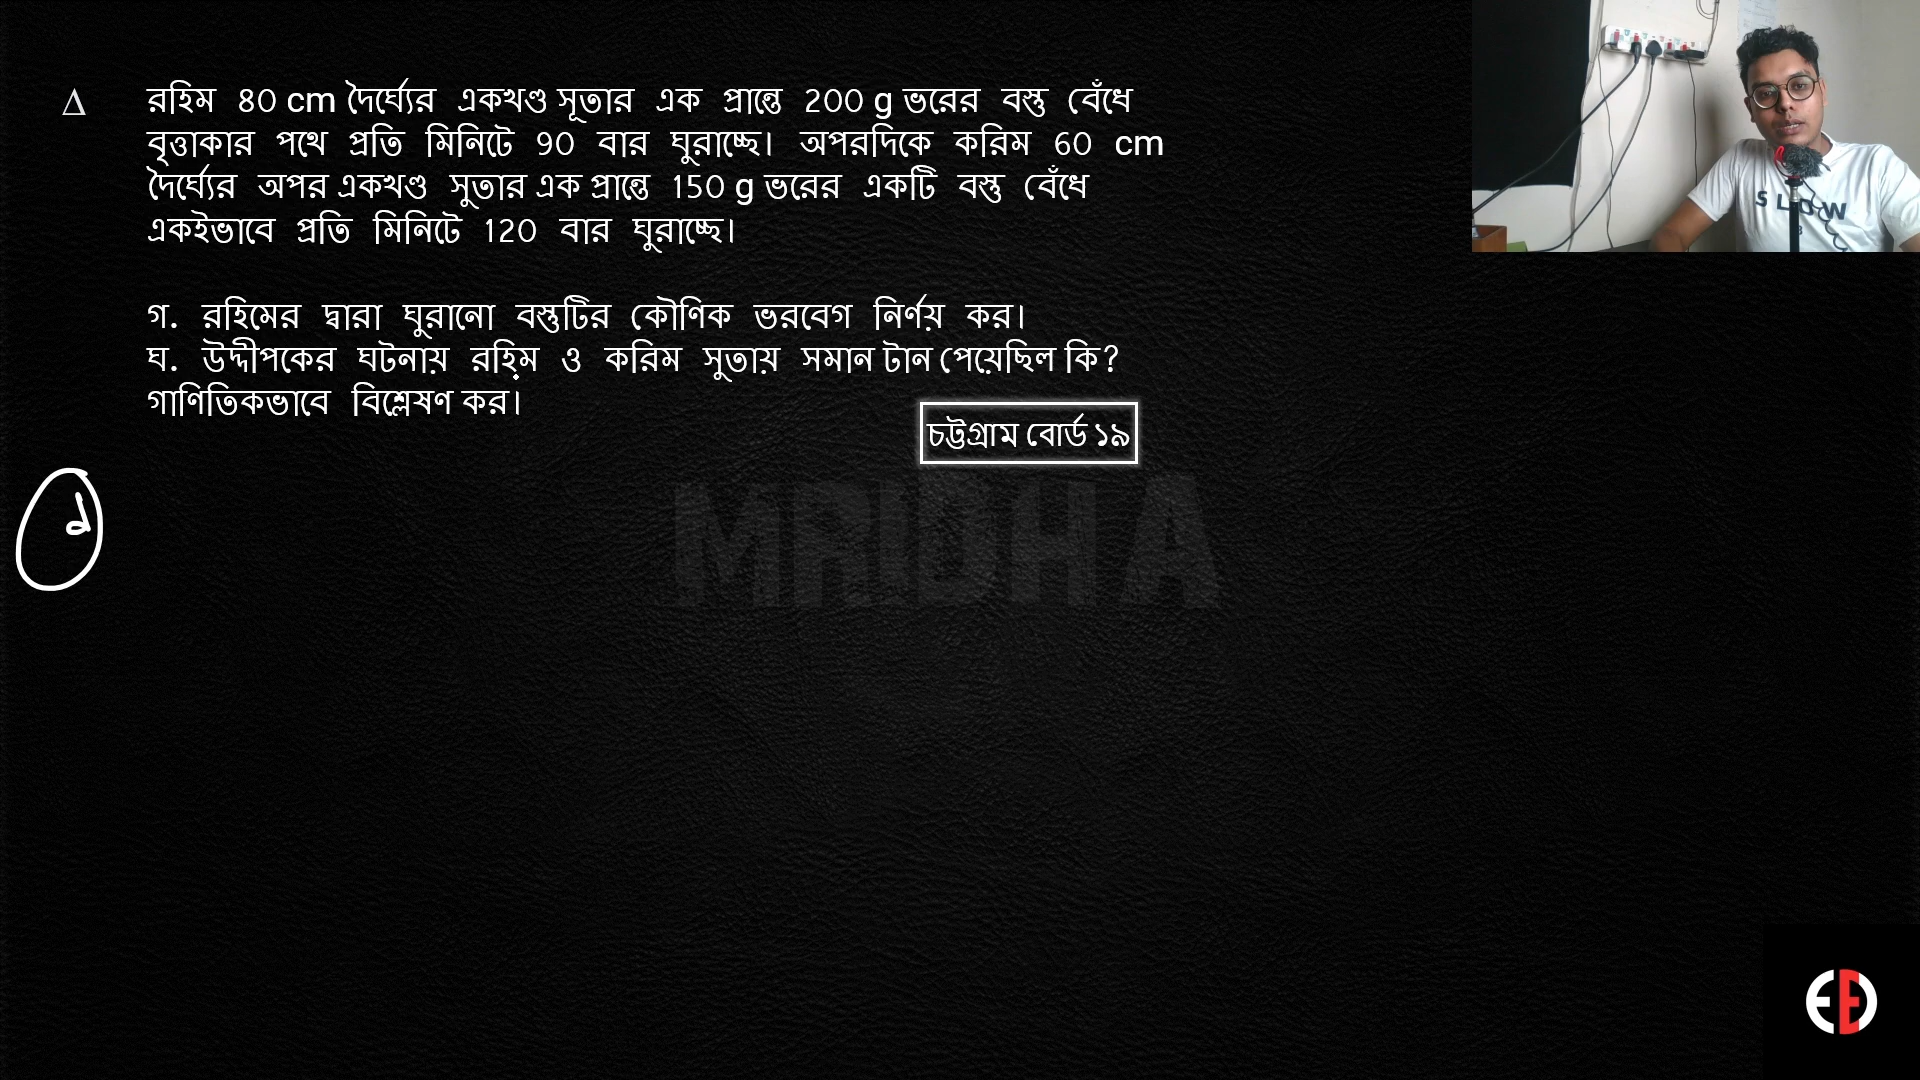 Δ রহিম 80 cm দৈর্ঘ্যের একখণ্ড সূতার এক প্রান্তে 200 g ভরের বস্তু বেঁধে
বৃত্তাকার পথে প্রতি মিনিটে 90 বার ঘুরাচ্ছে। অপরদিকে করিম 60 cm
দৈর্ঘ্যের অপর একখণ্ড সুতার এক প্রান্তে 150 g ভরের একটি বস্তু বেঁধে
একইভাবে প্রতি মিনিটে 120 বার ঘুরাচ্ছে।
গ. রহিমের দ্বারা ঘুরানো বস্তুটির কৌণিক ভরবেগ নির্ণয় কর।
ঘ. উদ্দীপকের ঘটনায় রহিম ও করিম সুতায় সমান টান পেয়েছিল কি?
গাণিতিকভাবে বিশ্লেষণ কর।
চট্টগ্রাম বোর্ড ১৯
MRIDHA
SLOW